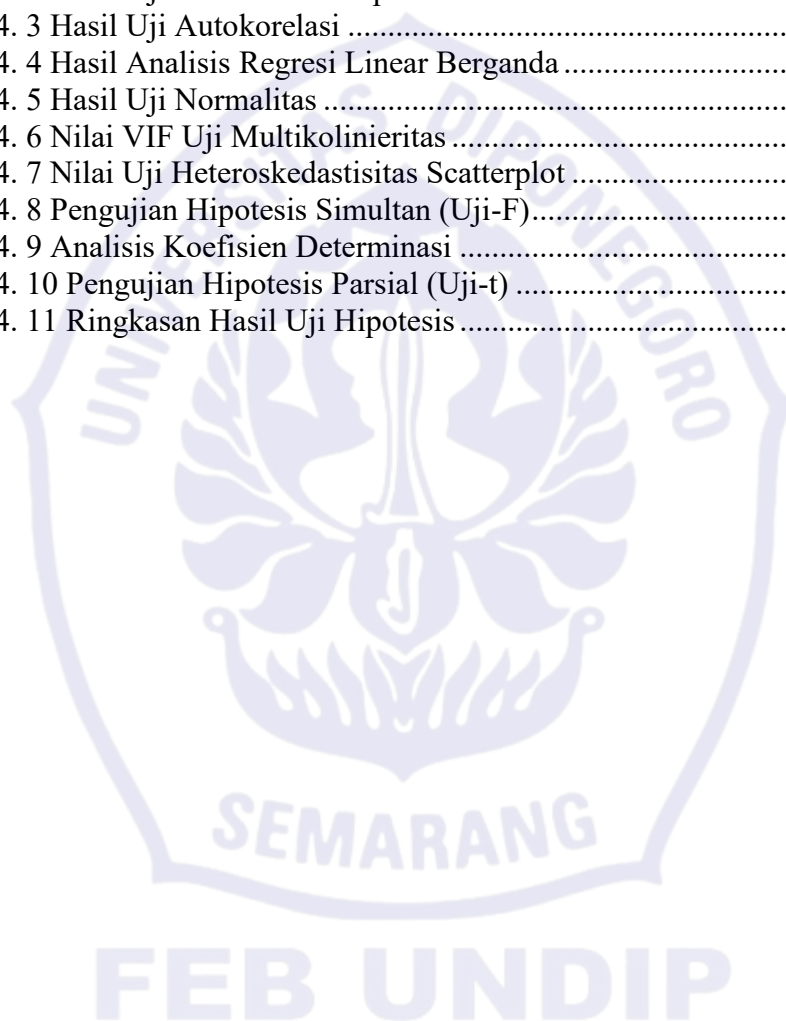 4. 3 Hasil Uji Autokorelasi ......................................................
4. 4 Hasil Analisis Regresi Linear Berganda ...........................
4. 5 Hasil Uji Normalitas .........................................................
4. 6 Nilai VIF Uji Multikolinieritas .........................................
4. 7 Nilai Uji Heteroskedastisitas Scatterplot ..........................
4. 8 Pengujian Hipotesis Simultan (Uji-F)...............................
4. 9 Analisis Koefisien Determinasi ........................................
4. 10 Pengujian Hipotesis Parsial (Uji-t) .................................
4. 11 Ringkasan Hasil Uji Hipotesis ........................................
UNIVERSITAS DIPONEGORO
SEMARANG
FEB UNDIP